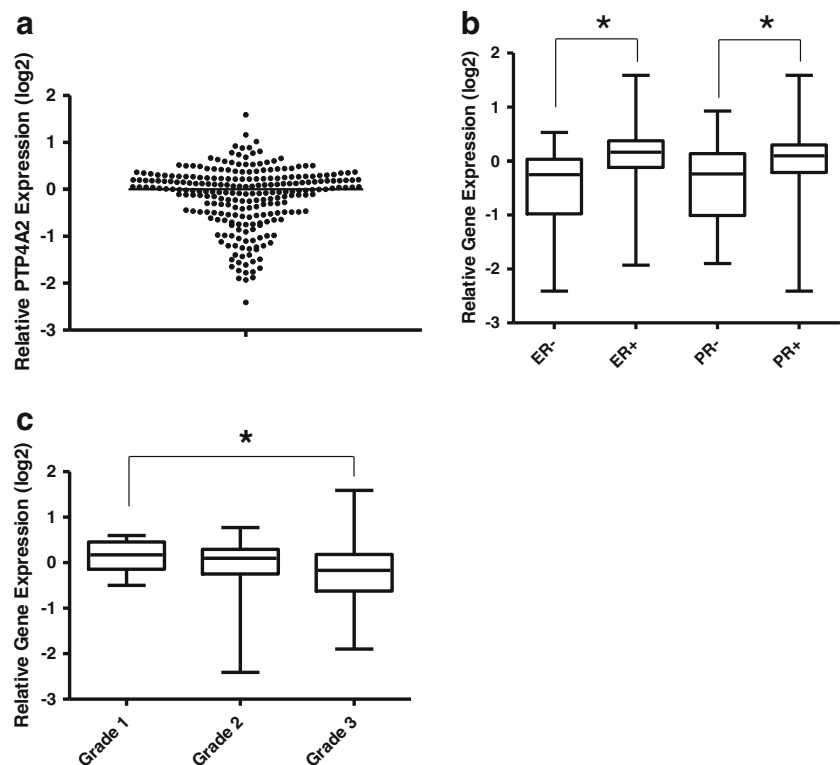 a
Relative PTP4A2 Expression (log2)
2
1
0
-1
-2
-3
b
*
*
Relative Gene Expression (log2)
2
1
0
-1
-2
-3
ER-
ER+
PR-
PR+
c
*
Relative Gene Expression (log2)
2
1
0
-1
-2
-3
Grade 1
Grade 2
Grade 3